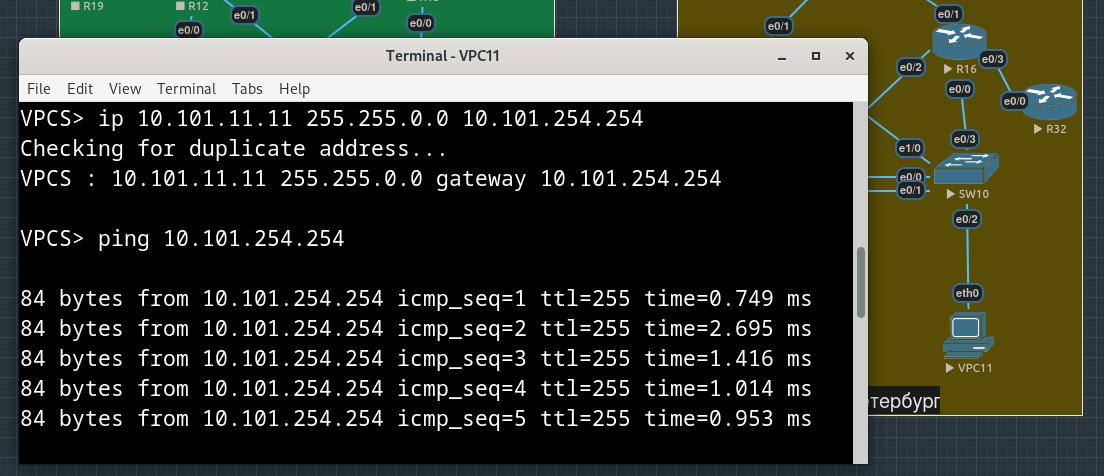 R19
R12
e0/1
e0/1
e0/0
e0/0
Terminal - VPC11
File Edit View Terminal Tabs Help
VPCS> ip 10.101.11.11 255.255.0.0 10.101.254.254
Checking for duplicate address...
VPCS : 10.101.11.11 255.255.0.0 gateway 10.101.254.254
VPCS> ping 10.101.254.254
84 bytes from 10.101.254.254 icmp_seq=1 ttl=255 time=0.749 ms
84 bytes from 10.101.254.254 icmp_seq=2 ttl=255 time=2.695 ms
84 bytes from 10.101.254.254 icmp_seq=3 ttl=255 time=1.416 ms
84 bytes from 10.101.254.254 icmp_seq=4 ttl=255 time=1.014 ms
84 bytes from 10.101.254.254 icmp_seq=5 ttl=255 time=0.953 ms
e0/1
e0/1
e0/2
R16
e0/3
e0/0
e0/0
R32
e0/3
e1/0
e0/0
e0/1
SW10
e0/2
eth0
VPC11
тербург